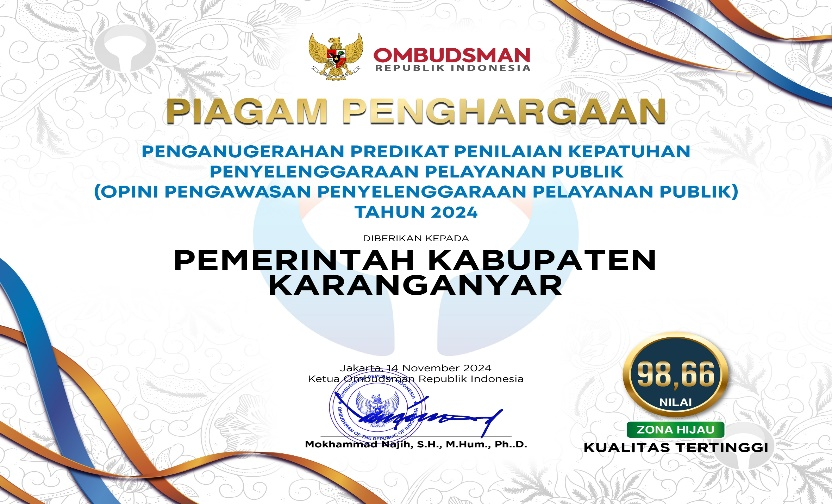 OMBUDSMAN
REPUBLIK INDONESIA
PIAGAM PENGHARGAAN
PENGANUGERAHAN PREDIKAT PENILAIAN KEPATUHAN
PENYELENGGARAAN PELAYANAN PUBLIK
(OPINI PENGAWASAN PENYELENGGARAAN PELAYANAN PUBLIK)
TAHUN 2024
DIBERIKAN KEPADA
PEMERINTAH KABUPATEN
KARANGANYAR
Jakarta, 14 November 2024
Ketua Ombudsman Republik Indonesia
Mokhammad Najih, S.H., M.Hum., Ph..D.
98,66
NILAI
ZONA HIJAU
KUALITAS TERTINGGI